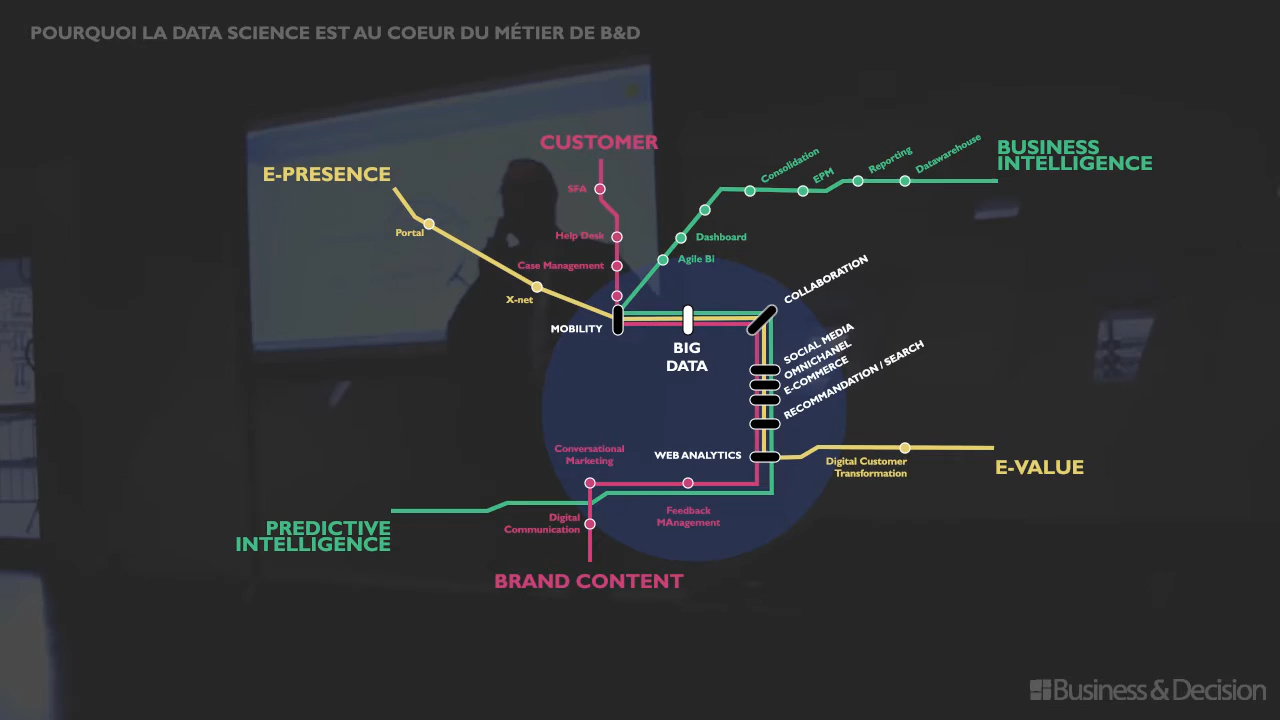 POURQUOI LA DATA SCIENCE EST AU COEUR DU MÉTIER DE B&D
CUSTOMER
E-PRESENCE
BUSINESS
INTELLIGENCE
SFA
Consolidation
EPM
Reporting
Datawarehouse
Portal
Help Desk
Dashboard
Case Management
Agile Bi
X-net
MOBILITY
COLLABORATION
BIG
DATA
SOCIAL MEDIA
OMNICHANEL
E-COMMERCE
RECOMMANDATION / SEARCH
Conversational
Marketing
WEB ANALYTICS
Digital Customer
Transformation
E-VALUE
Feedback
MAnagement
Digital
Communication
PREDICTIVE
INTELLIGENCE
BRAND CONTENT
Business & Decision